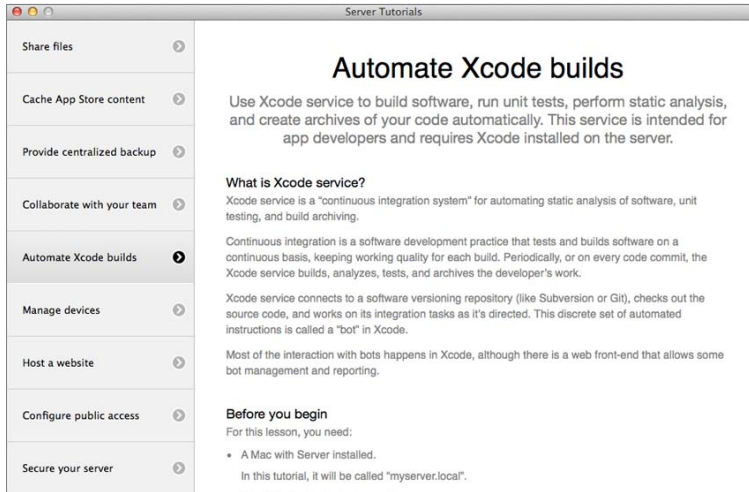 Server Tutorials
Share files
Cache App Store content
Provide centralized backup
Collaborate with your team
Automate Xcode builds
Manage devices
Host a website
Configure public access
Secure your server
Automate Xcode builds
Use Xcode service to build software, run unit tests, perform static analysis,
and create archives of your code automatically. This service is intended for
app developers and requires Xcode installed on the server.
What is Xcode service?
Xcode service is a “continuous integration system” for automating static analysis of software, unit
testing, and build archiving.
Continuous integration is a software development practice that tests and builds software on a
continuous basis, keeping working quality for each build. Periodically, or on every code commit, the
Xcode service builds, analyzes, tests, and archives the developer’s work.
Xcode service connects to a software versioning repository (like Subversion or Git), checks out the
source code, and works on its integration tasks as it’s directed. This discrete set of automated
instructions is called a “bot” in Xcode.
Most of the interaction with bots happens in Xcode, although there is a web front-end that allows some
bot management and reporting.
Before you begin
For this lesson, you need:
• A Mac with Server installed.
In this tutorial, it will be called “myserver.local”.